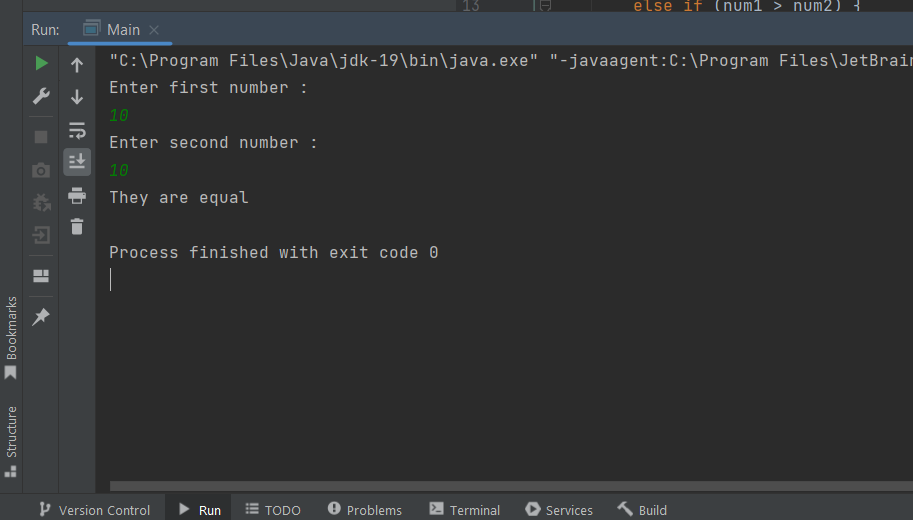 13 else if (num1 > num2) {
Run: Main
"C:\Program Files\Java\jdk-19\bin\java.exe" "-javaagent:C:\Program Files\JetBrain
Enter first number :
10
Enter second number :
10
They are equal
Process finished with exit code 0
Bookmarks
Structure
Version Control Run TODO Problems Terminal Services Build